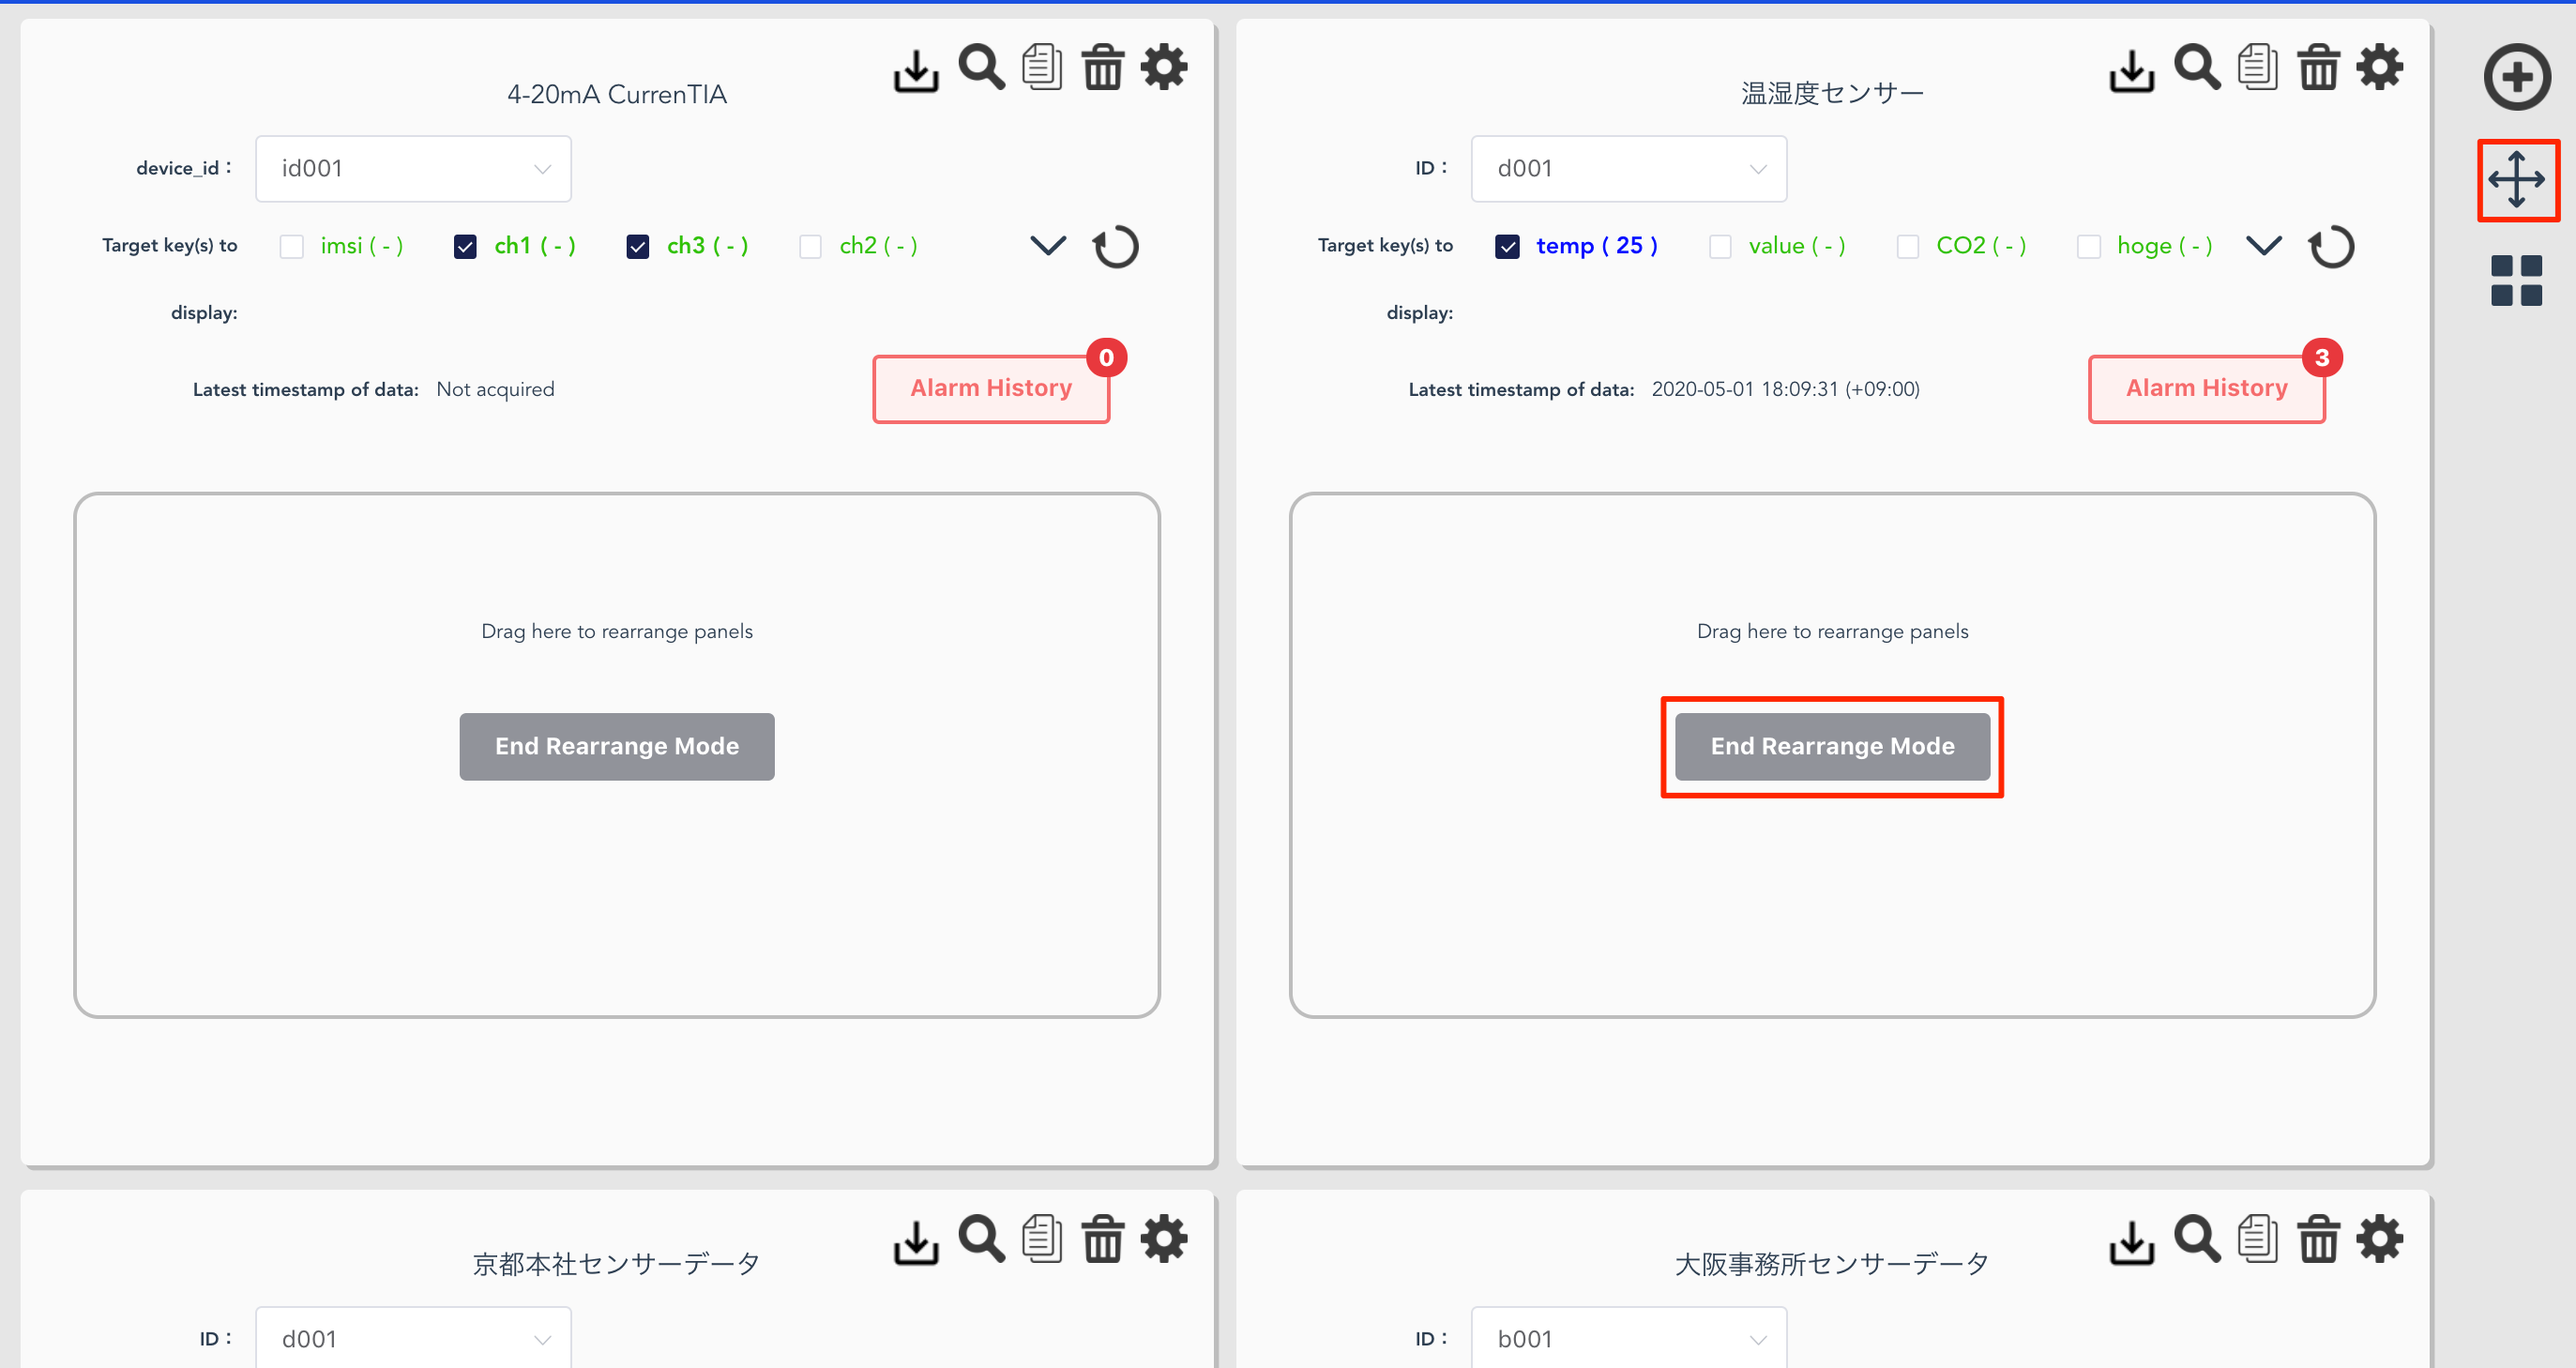 4-20mA CurrenTIA
device_id：
id001
Target key(s) to display:
imsi ( - )
ch1 ( - )
ch3 ( - )
ch2 ( - )
Latest timestamp of data: Not acquired
Alarm History
0
Drag here to rearrange panels
End Rearrange Mode
温湿度センサー
ID：
d001
Target key(s) to display:
temp ( 25 )
value ( - )
CO2 ( - )
hoge ( - )
Latest timestamp of data: 2020-05-01 18:09:31 (+09:00)
Alarm History
3
Drag here to rearrange panels
End Rearrange Mode
京都本社センサーデータ
ID：
d001
大阪事務所センサーデータ
ID：
b001